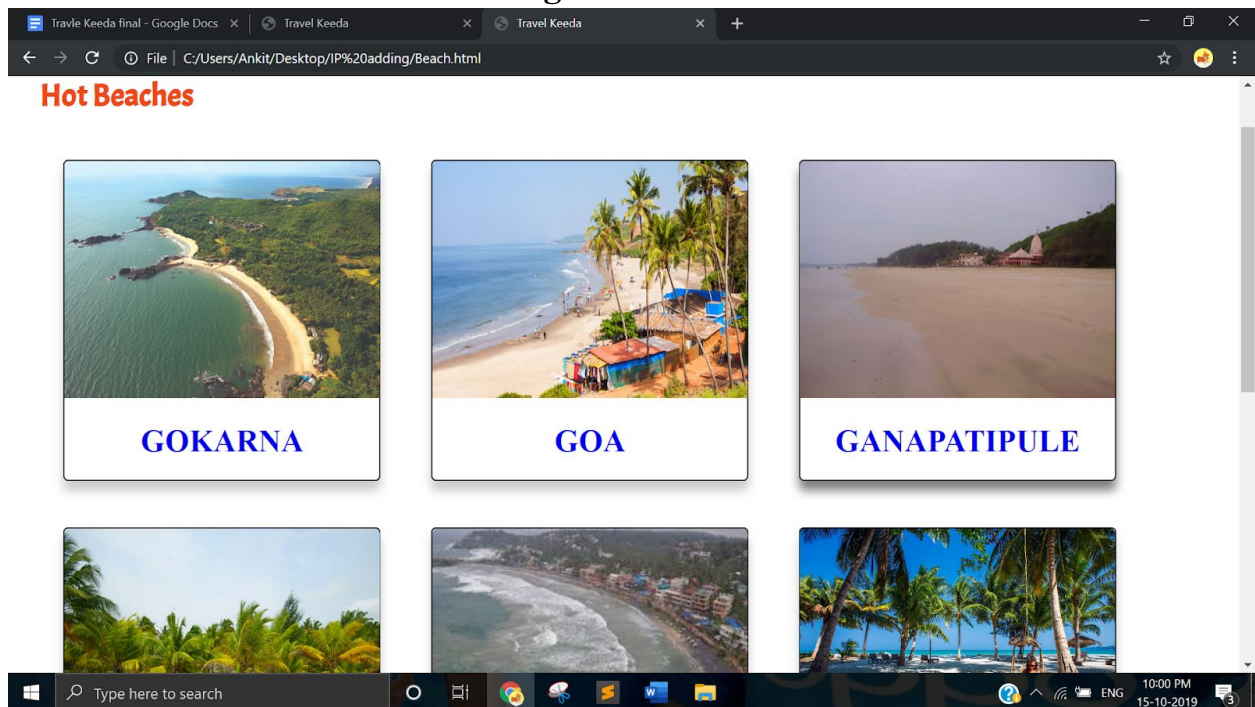 g
Travle Keeda final - Google Docs
Travel Keeda
Travel Keeda
File | C:/Users/Ankit/Desktop/IP%20adding/Beach.html
Hot Beaches
GOKARNA
GOA
GANAPATIPULE
Type here to search
ENG
10:00 PM
15-10-2019
3